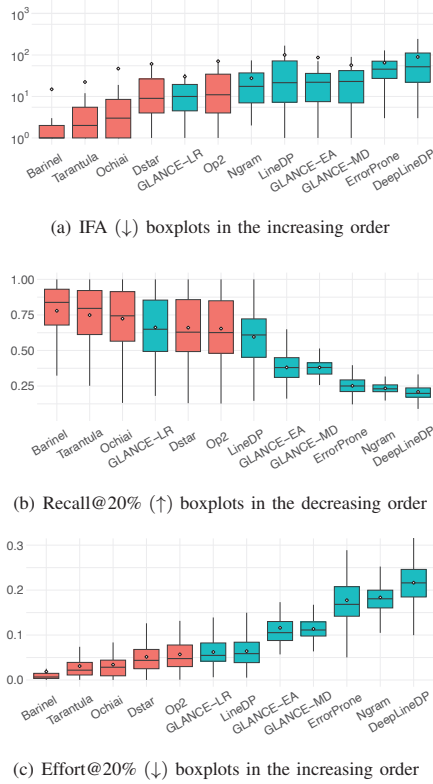 10³
10²
10¹
10⁰
Barinel Tarantula Ochiai Dstar GLANCE−LR Op2 Ngram LineDP GLANCE−EA GLANCE−MD ErrorProne DeepLineDP
(a) IFA (↓) boxplots in the increasing order
1.00
0.75
0.50
0.25
Barinel Tarantula Ochiai GLANCE−LR Dstar Op2 LineDP GLANCE−EA GLANCE−MD ErrorProne Ngram DeepLineDP
(b) Recall@20% (↑) boxplots in the decreasing order
0.3
0.2
0.1
0.0
Barinel Tarantula Ochiai Dstar Op2 GLANCE−LR LineDP GLANCE−EA GLANCE−MD ErrorProne Ngram DeepLineDP
(c) Effort@20% (↓) boxplots in the increasing order